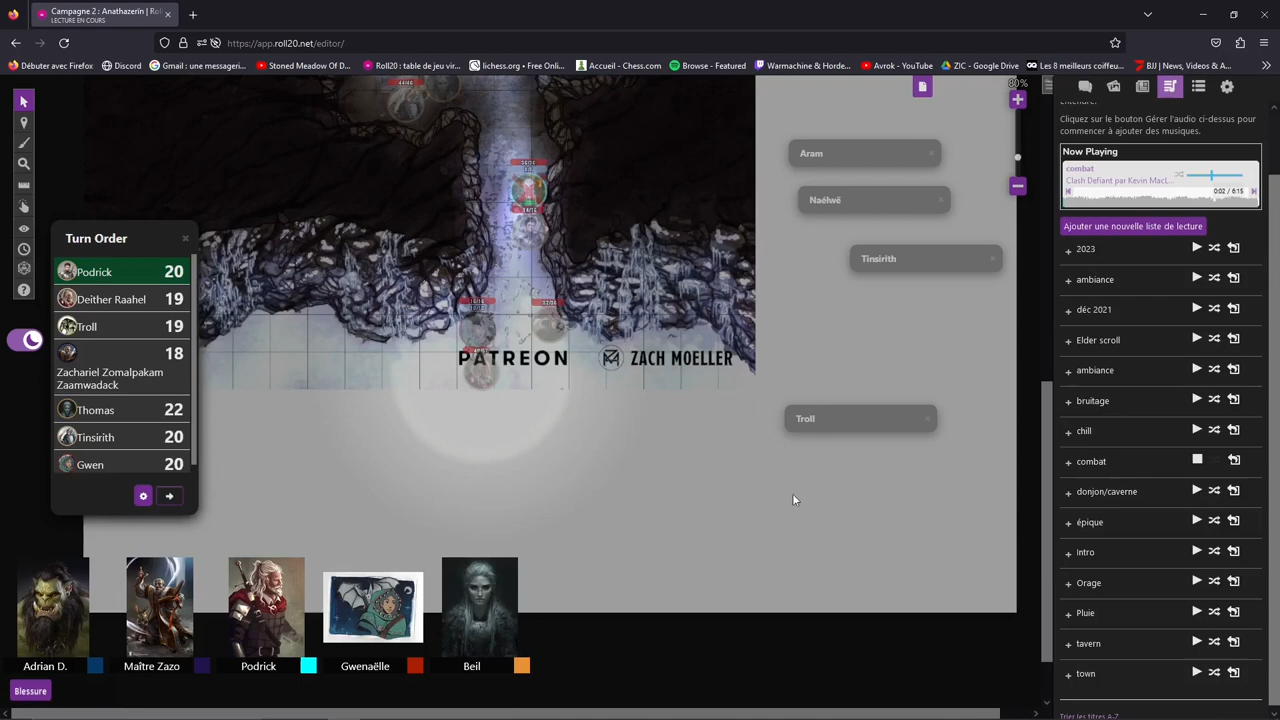 Campagne 2 : Anathazerïn | Rol
LECTURE EN COURS
https://app.roll20.net/editor/
Débuter avec Firefox
Discord
Gmail : une messageri...
Stoned Meadow Of D...
Roll20 : table de jeu vir...
lichess.org • Free Onli...
Accueil - Chess.com
Browse - Featured
Warmachine & Horde...
Avrok - YouTube
ZIC - Google Drive
Les 8 meilleurs coiffeu...
BJJ | News, Videos & A...
80%
Cliquez sur le bouton Gérer l'audio ci-dessus pour
commencer à ajouter des musiques.
Now Playing
combat
Clash Defiant par Kevin MacL...
0:02 / 6:15
Ajouter une nouvelle liste de lecture
2023
ambiance
déc 2021
Elder scroll
ambiance
bruitage
chill
combat
donjon/caverne
épique
Intro
Orage
Pluie
tavern
town
Trier les titres A-Z
Aram
Naélwë
Tinsirith
Troll
Turn Order
Podrick 20
Deither Raahel 19
Troll 19
18
Zachariel Zomalpakam
Zaamwadack
Thomas 22
Tinsirith 20
Gwen 20
PATREON ZACH MOELLER
Adrian D.
Maître Zazo
Podrick
Gwenaëlle
Beil
Blessure